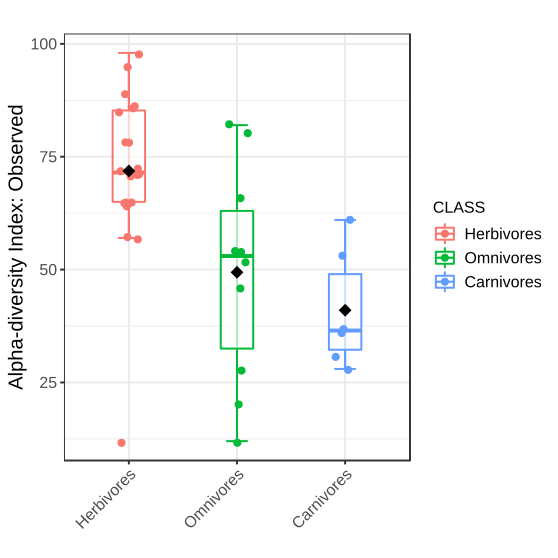 Alpha-diversity Index: Observed
100
75
50
25
Herbivores
Omnivores
Carnivores
CLASS
Herbivores
Omnivores
Carnivores